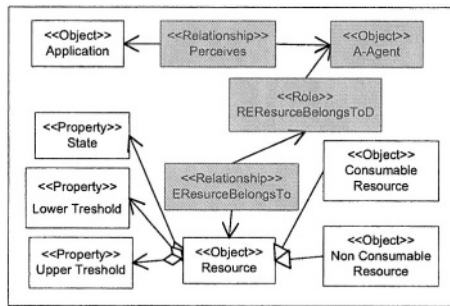 <<Object>>
Application
<<Relationship>>
Perceives
<<Object>>
A-Agent
<<Role>>
REResurceBelongsToD
<<Property>>
State
<<Relationship>>
EResurceBelongsTo
<<Object>>
Consumable
Resource
<<Property>>
Lower Treshold
<<Property>>
Upper Treshold
<<Object>>
Resource
<<Object>>
Non Consumable
Resource